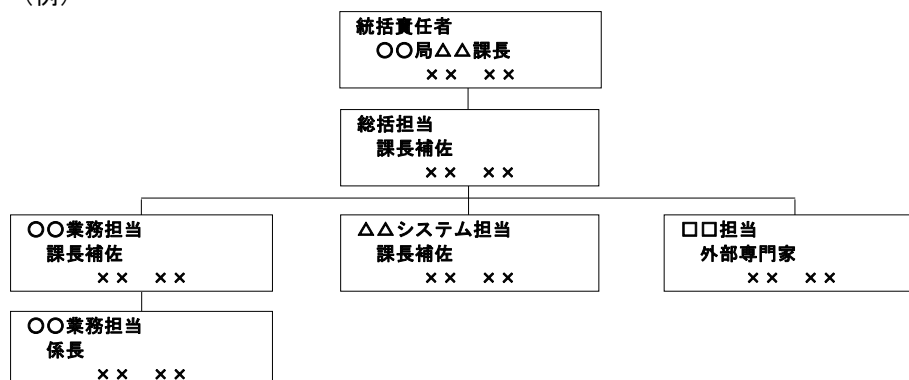 （例）
統括責任者
〇〇局△△課長
×× ××
総括担当
課長補佐
×× ××
〇〇業務担当
課長補佐
×× ××
△△システム担当
課長補佐
×× ××
□□担当
外部専門家
×× ××
〇〇業務担当
係長
×× ××